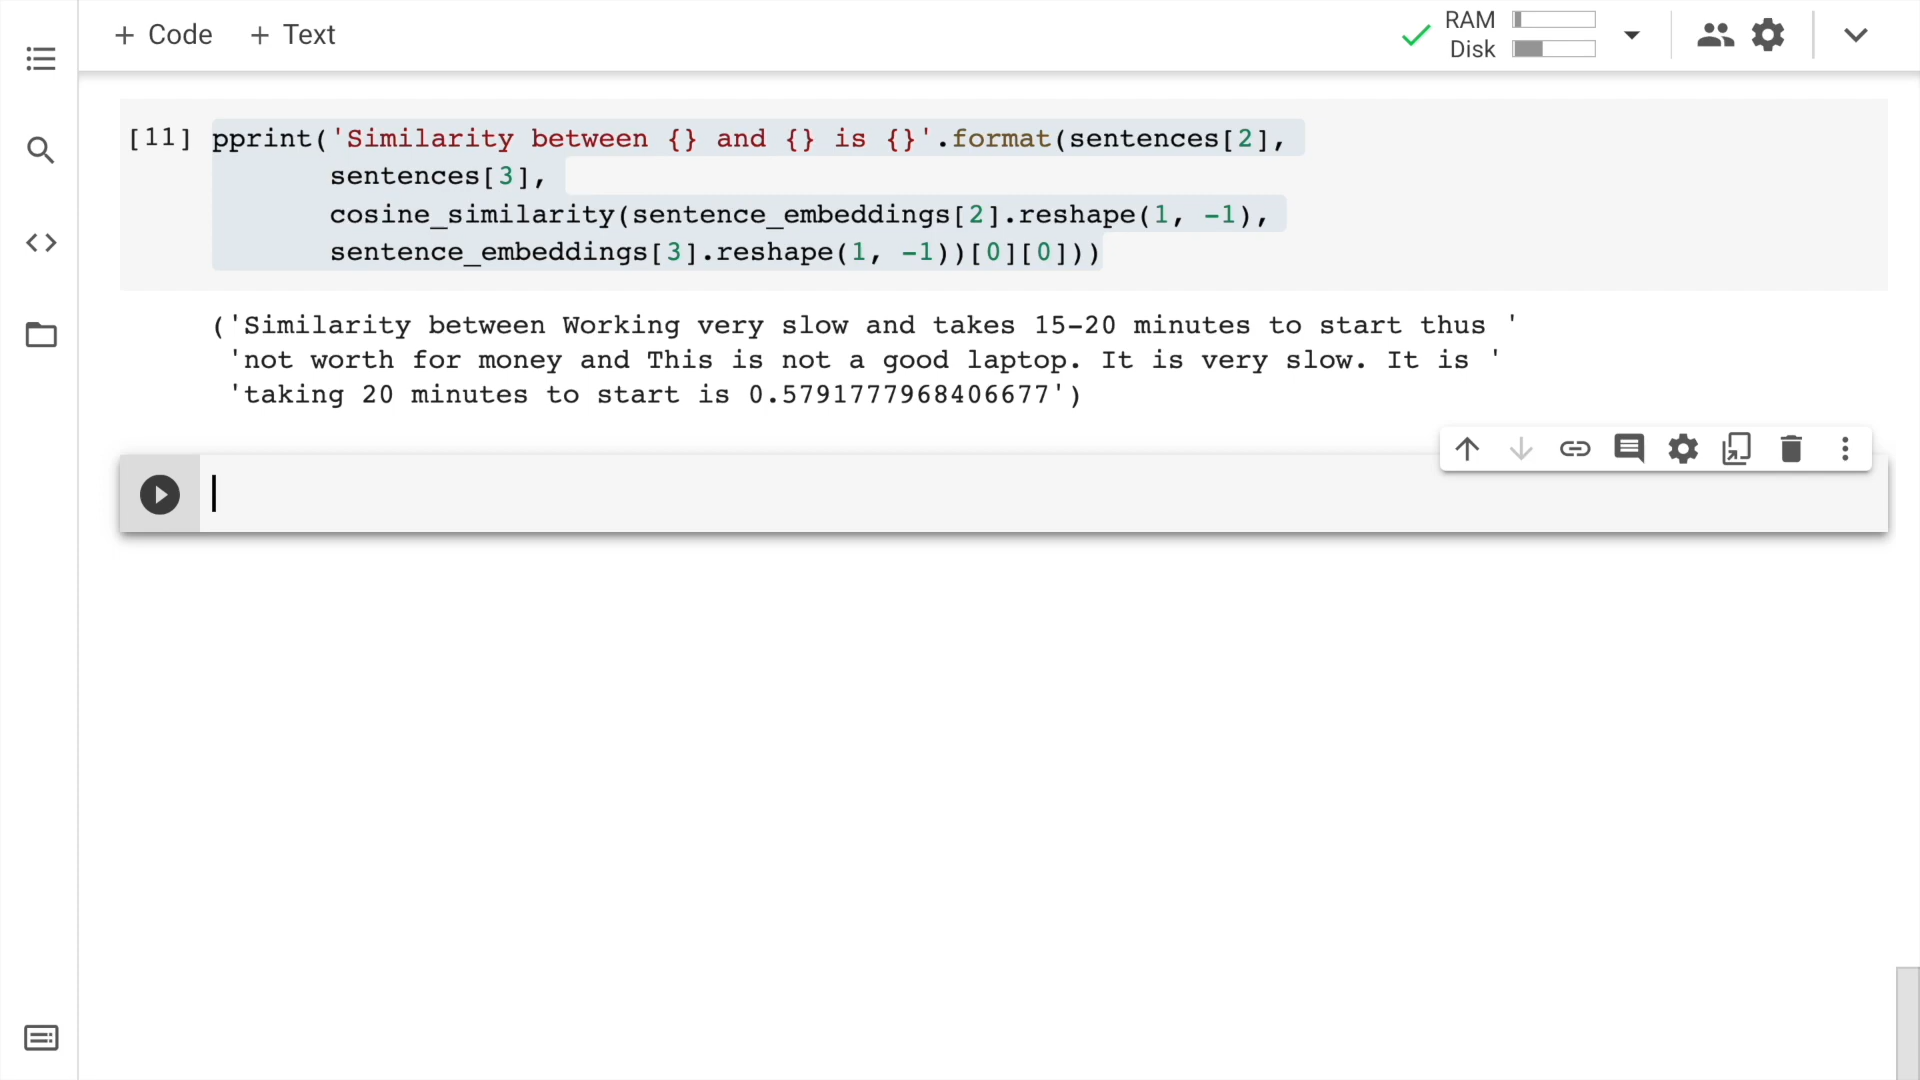 + Code + Text
RAM
Disk
[11] pprint('Similarity between {} and {} is {}'.format(sentences[2],
sentences[3],
cosine_similarity(sentence_embeddings[2].reshape(1, -1),
sentence_embeddings[3].reshape(1, -1))[0][0]))
('Similarity between Working very slow and takes 15-20 minutes to start thus '
'not worth for money and This is not a good laptop. It is very slow. It is '
'taking 20 minutes to start is 0.5791777968406677')